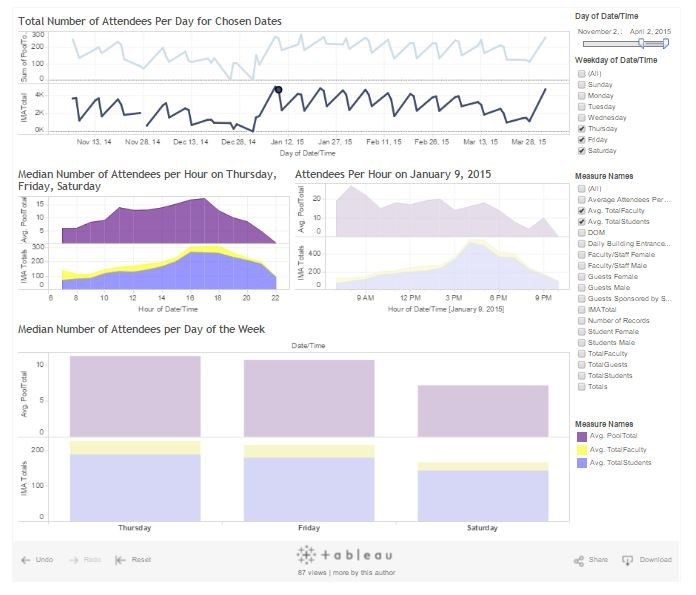 Total Number of Attendees Per Day for Chosen Dates
Sum of PoolTo..
300
200
100
0
IMATotal
4K
2K
0K
Nov 13, 14 Nov 28, 14 Dec 13, 14 Dec 28, 14 Jan 12, 15 Jan 27, 15 Feb 11, 15 Feb 26, 15 Mar 13, 15 Mar 28, 15
Day of Date/Time
Median Number of Attendees per Hour on Thursday,
Friday, Saturday
Avg. PoolTotal
15
10
5
IMA Totals
300
200
100
0
6 8 10 12 14 16 18 20 22
Hour of Date/Time
Attendees Per Hour on January 9, 2015
Avg. PoolTotal
20
10
0
IMA Totals
400
200
0
9 AM 12 PM 3 PM 6 PM 9 PM
Hour of Date/Time [January 9, 2015]
Median Number of Attendees per Day of the Week
Date/Time
Avg. PoolTotal
10
5
0
IMA Totals
200
100
0
Thursday Friday Saturday
Day of Date/Time
November 2, : April 2, 2015
Weekday of Date/Time
(All)
Sunday
Monday
Tuesday
Wednesday
Thursday
Friday
Saturday
Measure Names
(All)
Average Attendees Per...
Avg. TotalFaculty
Avg. TotalStudents
DOM
Daily Building Entrance...
Faculty/Staff Female
Faculty/Staff Male
Guests Female
Guests Male
Guests Sponsored by S...
IMATotal
Number of Records
Student Female
Students Male
TotalFaculty
TotalGuests
TotalStudents
Totals
Measure Names
Avg. PoolTotal
Avg. TotalFaculty
Avg. TotalStudents
Undo Redo Reset
tableau
87 views | more by this author
Share Download